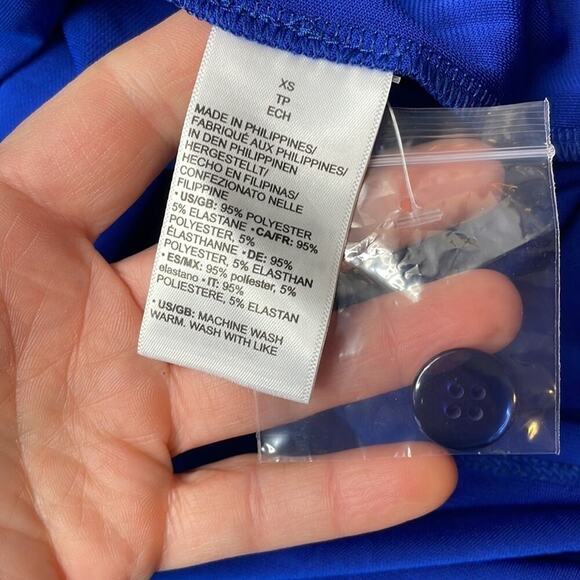 XS
TP
ECH
MADE IN PHILIPPINES/
FABRIQUÉ AUX PHILIPPINES/
IN DEN PHILIPPINEN
HERGESTELLT/
HECHO EN FILIPINAS/
CONFEZIONATO NELLE
FILIPPINE
• US/GB: 95% POLYESTER
5% ELASTANE • CA/FR: 95%
POLYESTER, 5%
ÉLASTHANNE • DE: 95%
POLYESTER, 5% ELASTHAN
• ES/MX: 95% poliester, 5%
elastano • IT: 95%
POLIESTERE, 5% ELASTAN
• US/GB: MACHINE WASH
WARM. WASH WITH LIKE